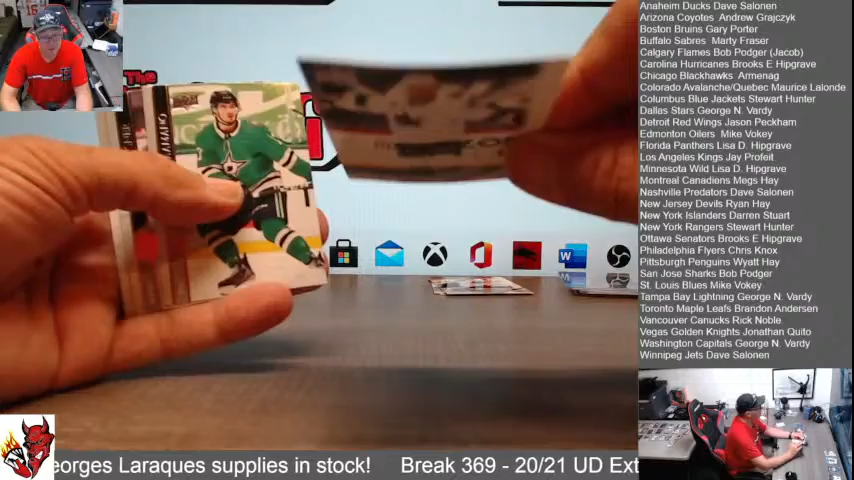 Anaheim Ducks Dave Salonen
Arizona Coyotes Andrew Grajczyk
Boston Bruins Gary Porter
Buffalo Sabres Marty Fraser
Calgary Flames Bob Podger (Jacob)
Carolina Hurricanes Brooks E Hipgrave
Chicago Blackhawks Armenag
Colorado Avalanche/Quebec Maurice Lalonde
Columbus Blue Jackets Stewart Hunter
Dallas Stars George N. Vardy
Detroit Red Wings Jason Peckham
Edmonton Oilers Mike Vokey
Florida Panthers Lisa D. Hipgrave
Los Angeles Kings Jay Profeit
Minnesota Wild Lisa D. Hipgrave
Montreal Canadiens Megs Hay
Nashville Predators Dave Salonen
New Jersey Devils Ryan Hay
New York Islanders Darren Stuart
New York Rangers Stewart Hunter
Ottawa Senators Brooks E Hipgrave
Philadelphia Flyers Chris Knox
Pittsburgh Penguins Wyatt Hay
San Jose Sharks Bob Podger
St. Louis Blues Mike Vokey
Tampa Bay Lightning George N. Vardy
Toronto Maple Leafs Brandon Andersen
Vancouver Canucks Rick Noble
Vegas Golden Knights Jonathan Quito
Washington Capitals George N. Vardy
Winnipeg Jets Dave Salonen
The
eorges Laraques supplies in stock! Break 369 - 20/21 UD Ext